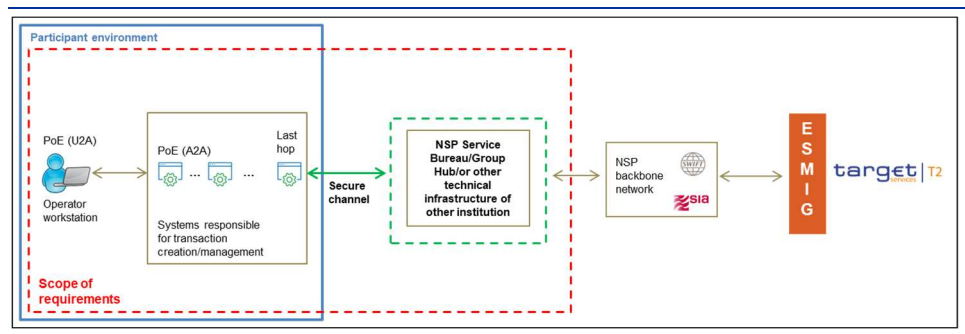 Participant environment
PoE (U2A)
Operator
workstation
PoE (A2A)
Last
hop
...
...
Systems responsible
for transaction
creation/management
Secure
channel
NSP Service
Bureau/Group
Hub/or other
technical
infrastructure of
other institution
NSP
backbone
network
SWIFT
sia
E
S
M
I
G
target
services
T2
Scope of
requirements